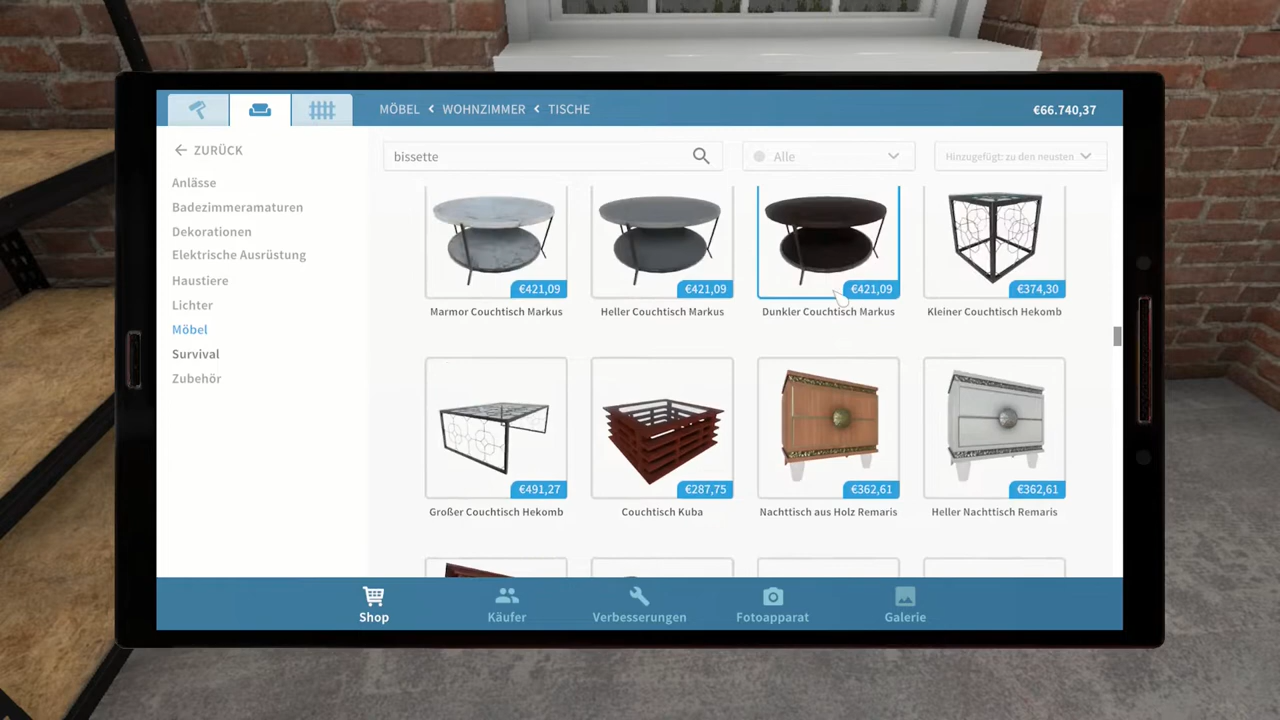 MÖBEL < WOHNZIMMER < TISCHE
€66.740,37
ZURÜCK
bissette
Alle
Hinzugefügt: zu den neusten
Anlässe
Badezimmeramaturen
Dekorationen
Elektrische Ausrüstung
Haustiere
Lichter
Möbel
Survival
Zubehör
€421,09
€421,09
€421,09
€374,30
Marmor Couchtisch Markus
Heller Couchtisch Markus
Dunkler Couchtisch Markus
Kleiner Couchtisch Hekomb
€491,27
€287,75
€362,61
€362,61
Großer Couchtisch Hekomb
Couchtisch Kuba
Nachttisch aus Holz Remaris
Heller Nachttisch Remaris
Shop
Käufer
Verbesserungen
Fotoapparat
Galerie